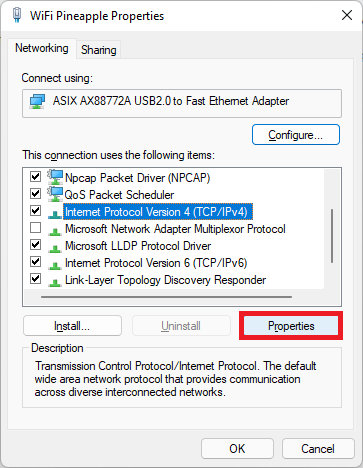 WiFi Pineapple Properties
Networking
Sharing
Connect using:
ASIX AX88772A USB2.0 to Fast Ethernet Adapter
Configure...
This connection uses the following items:
Npcap Packet Driver (NPCAP)
QoS Packet Scheduler
Internet Protocol Version 4 (TCP/IPv4)
Microsoft Network Adapter Multiplexor Protocol
Microsoft LLDP Protocol Driver
Internet Protocol Version 6 (TCP/IPv6)
Link-Layer Topology Discovery Responder
Install...
Uninstall
Properties
Description
Transmission Control Protocol/Internet Protocol. The default
wide area network protocol that provides communication
across diverse interconnected networks.
OK
Cancel